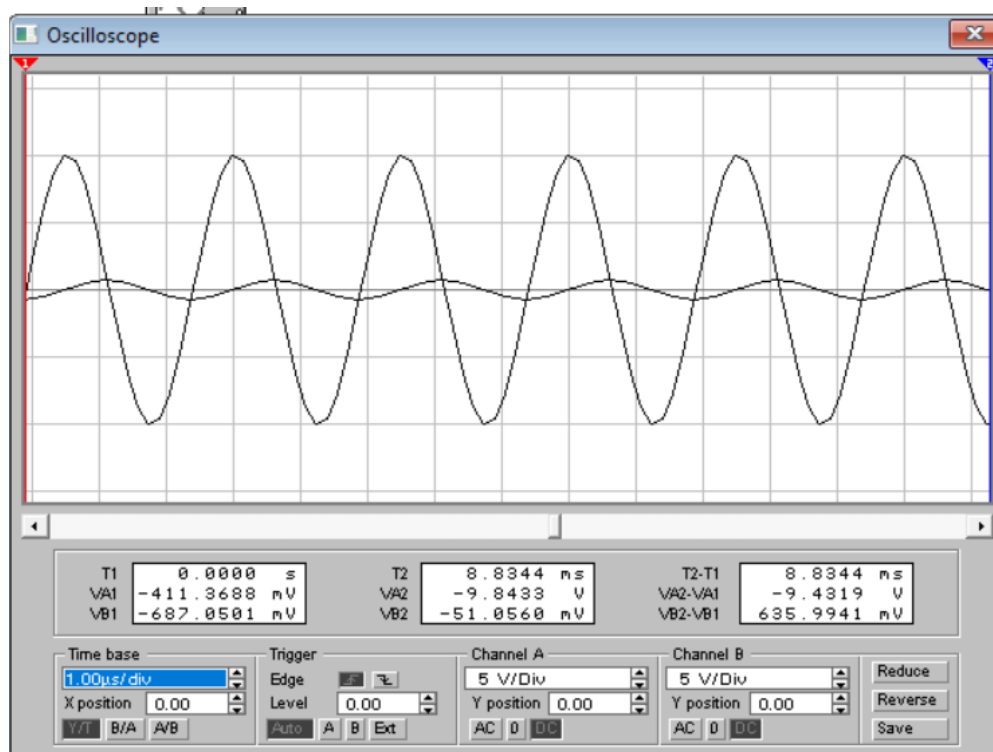 Oscilloscope
1 2
T1 0.0000 s T2 8.8344 ms T2-T1 8.8344 ms
VA1 -411.3688 mV VA2 -9.8433 V VA2-VA1 -9.4319 V
VB1 -687.0501 mV VB2 -51.0560 mV VB2-VB1 635.9941 mV
Time base Trigger Channel A Channel B
1.00µs/div Edge 5 V/Div 5 V/Div Reduce
X position 0.00 Level 0.00 Y position 0.00 Y position 0.00 Reverse
Y/T B/A A/B Auto A B Ext AC 0 DC AC 0 DC Save